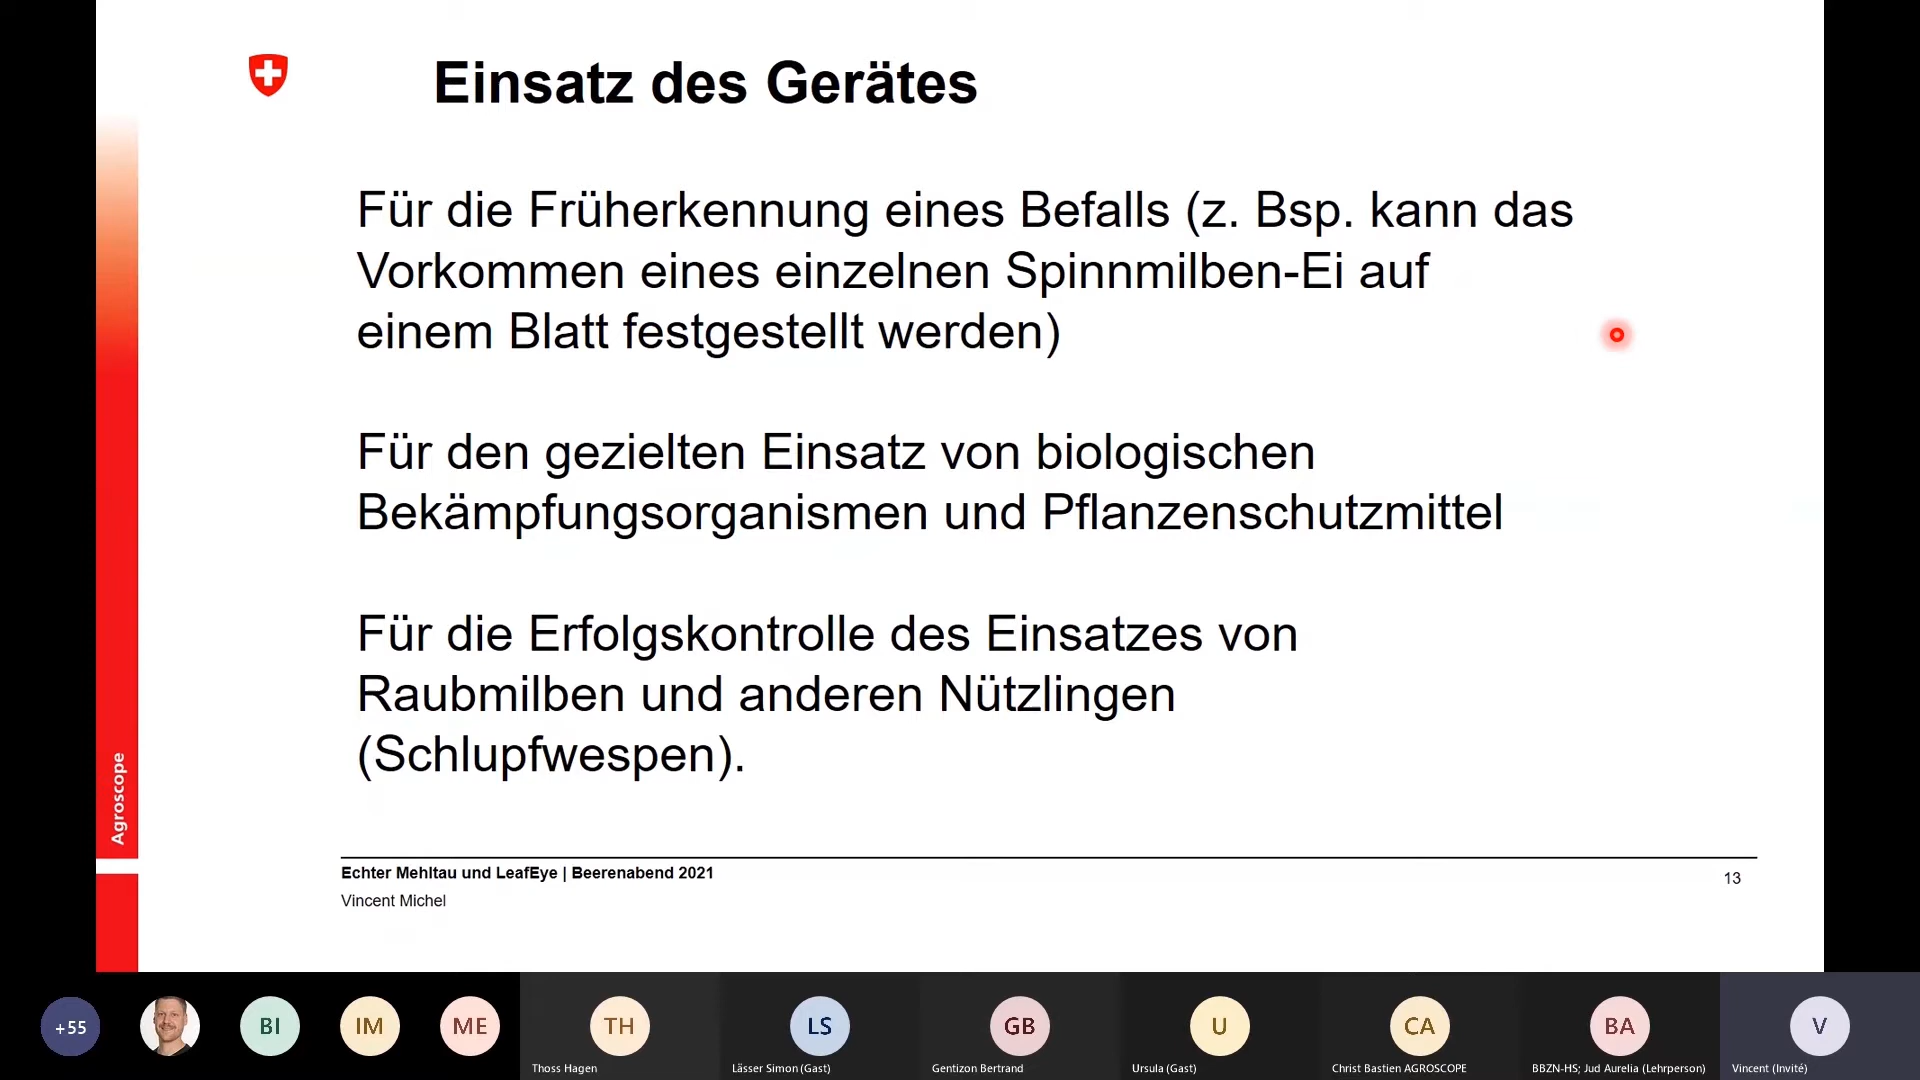 Einsatz des Gerätes
Für die Früherkennung eines Befalls (z. Bsp. kann das
Vorkommen eines einzelnen Spinnmilben-Ei auf
einem Blatt festgestellt werden)
Für den gezielten Einsatz von biologischen
Bekämpfungsorganismen und Pflanzenschutzmittel
Für die Erfolgskontrolle des Einsatzes von
Raubmilben und anderen Nützlingen
(Schlupfwespen).
Agroscope
Echter Mehltau und LeafEye | Beerenabend 2021
13
Vincent Michel
+55
BI
IM
ME
TH
LS
GB
U
CA
BA
V
Thoss Hagen
Lässer Simon (Gast)
Gentizon Bertrand
Ursula (Gast)
Christ Bastien AGROSCOPE
BBZN-HS; Jud Aurelia (Lehrperson)
Vincent (Invité)